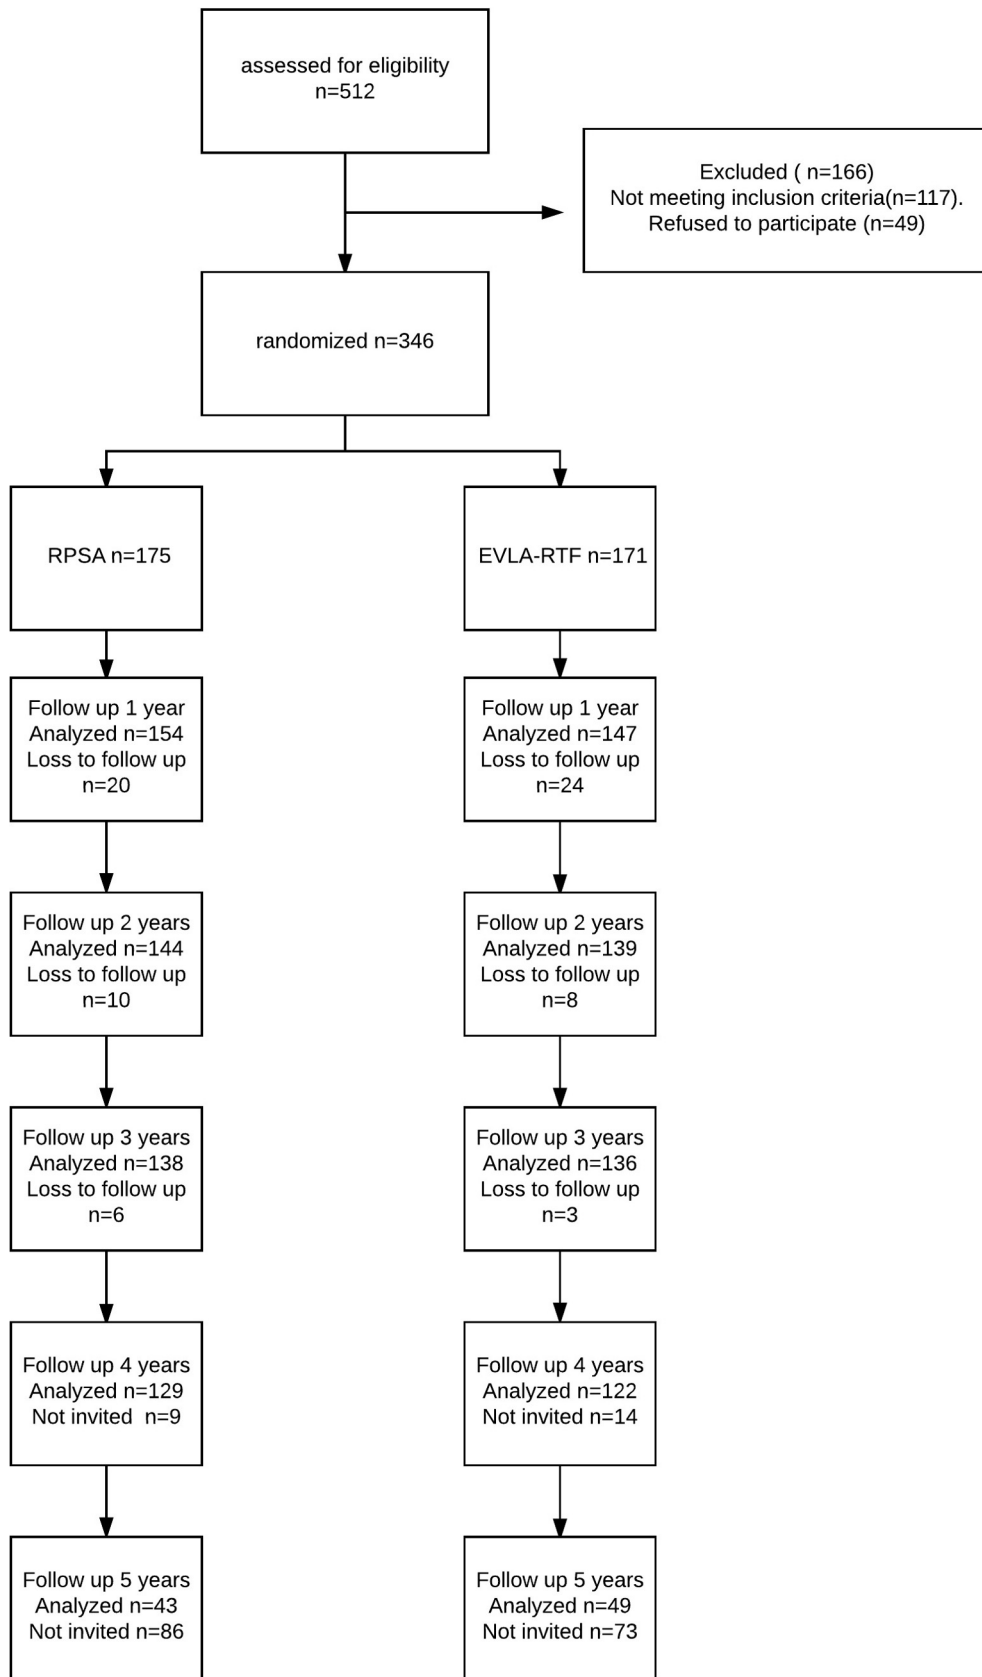 assessed for eligibility
n=512
Excluded ( n=166)
Not meeting inclusion criteria(n=117).
Refused to participate (n=49)
randomized n=346
RPSA n=175
EVLA-RTF n=171
Follow up 1 year
Analyzed n=154
Loss to follow up
n=20
Follow up 1 year
Analyzed n=147
Loss to follow up
n=24
Follow up 2 years
Analyzed n=144
Loss to follow up
n=10
Follow up 2 years
Analyzed n=139
Loss to follow up
n=8
Follow up 3 years
Analyzed n=138
Loss to follow up
n=6
Follow up 3 years
Analyzed n=136
Loss to follow up
n=3
Follow up 4 years
Analyzed n=129
Not invited  n=9
Follow up 4 years
Analyzed n=122
Not invited n=14
Follow up 5 years
Analyzed n=43
Not invited n=86
Follow up 5 years
Analyzed n=49
Not invited n=73